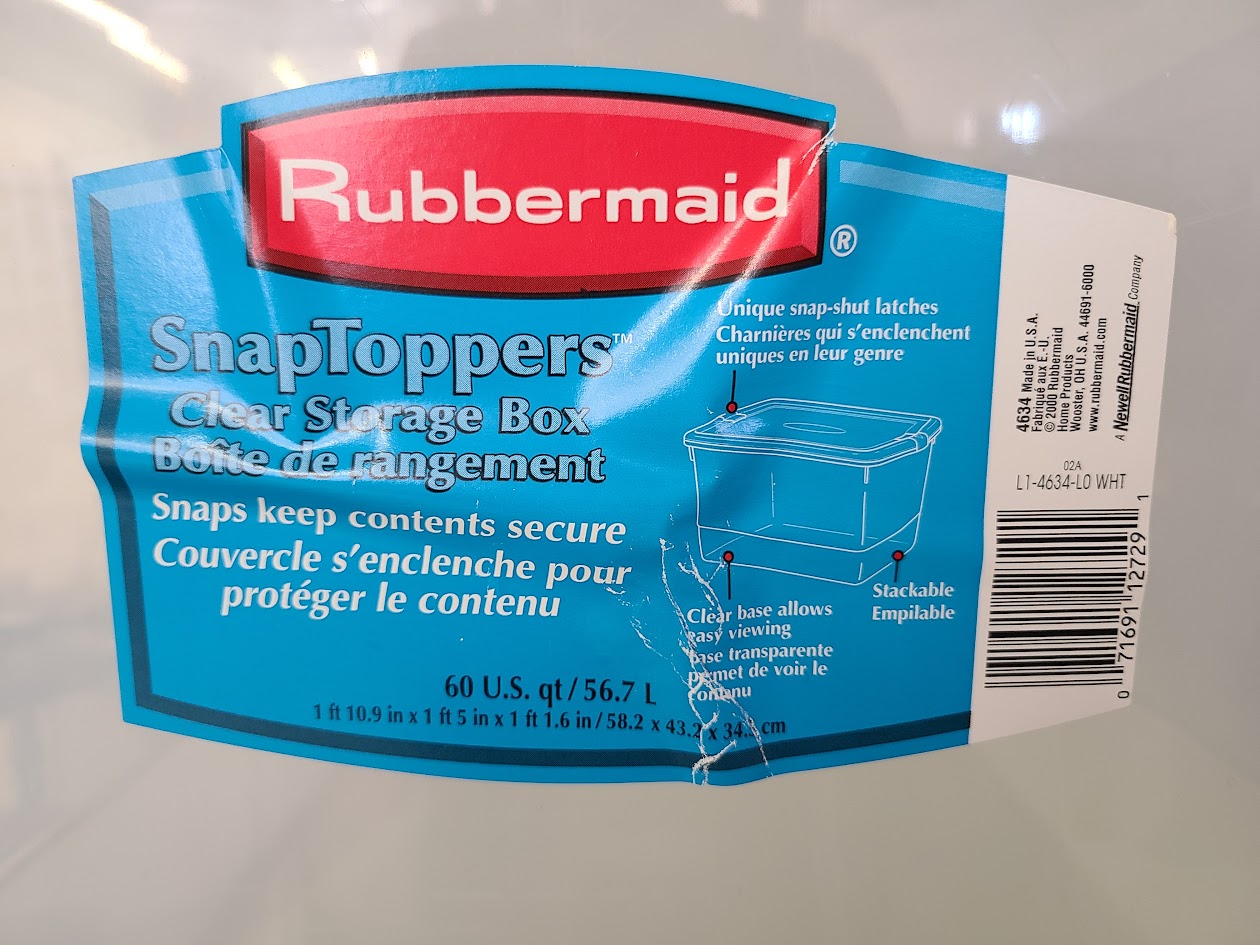 Rubbermaid
®
SnapToppers™
Clear Storage Box
Boîte de rangement
Snaps keep contents secure
Couvercle s'enclenche pour
protéger le contenu
60 U.S. qt / 56.7 L
1 ft 10.9 in x 1 ft 5 in x 1 ft 1.6 in / 58.2 x 43.2 x 34.5 cm
Unique snap-shut latches
Charnières qui s'enclenchent
uniques en leur genre
Clear base allows
easy viewing
Base transparente
permet de voir le
contenu
Stackable
Empilable
4634 Made in U.S.A.
Fabriqué aux É.-U.
© 2000 Rubbermaid
Home Products
Wooster, OH U.S.A. 44691-6000
www.rubbermaid.com
A Newell Rubbermaid Company
02A
L1-4634-L0 WHT
0 71691 12729 1